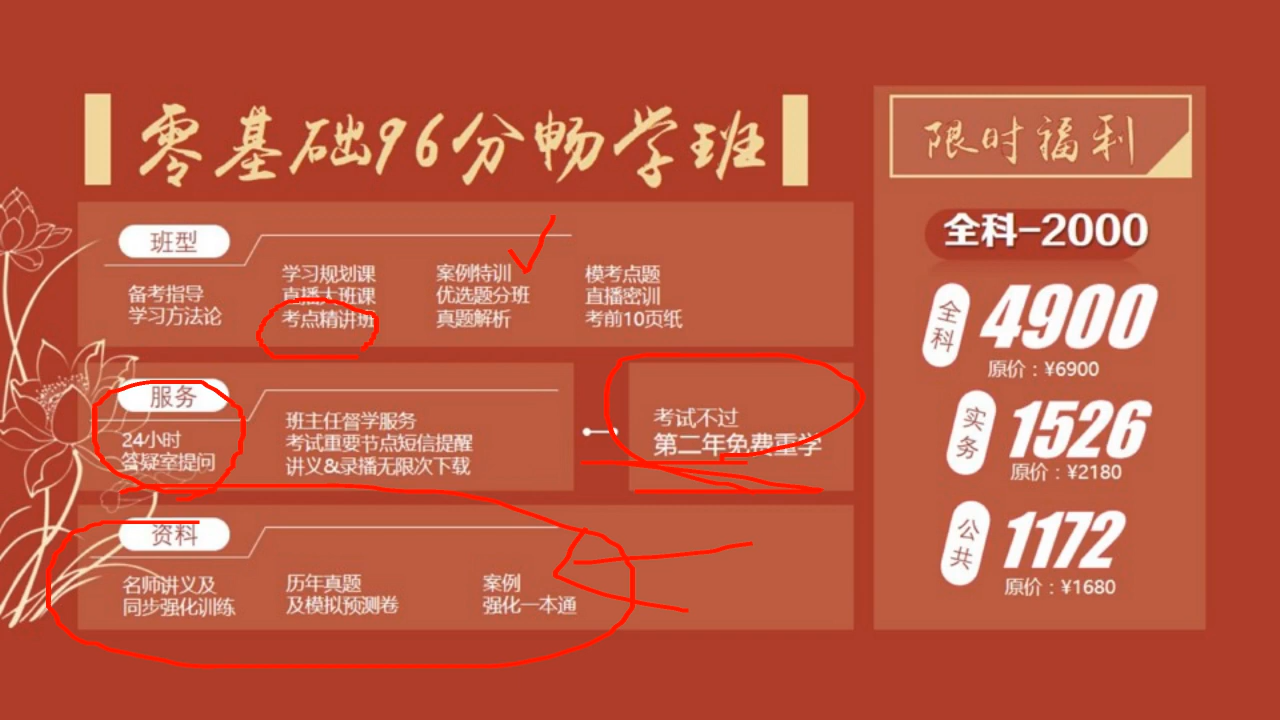 零基础96分畅学班
班型
备考指导
学习方法论
学习规划课
直播大班课
考点精讲班
案例特训
优选题分班
真题解析
模考点题
直播密训
考前10页纸
服务
24小时
答疑室提问
班主任督学服务
考试重要节点短信提醒
讲义&录播无限次下载
考试不过
第二年免费重学
资料
名师讲义及
同步强化训练
历年真题
及模拟预测卷
案例
强化一本通
限时福利
全科-2000
全科
4900
原价：¥6900
实务
1526
原价：¥2180
公共
1172
原价：¥1680